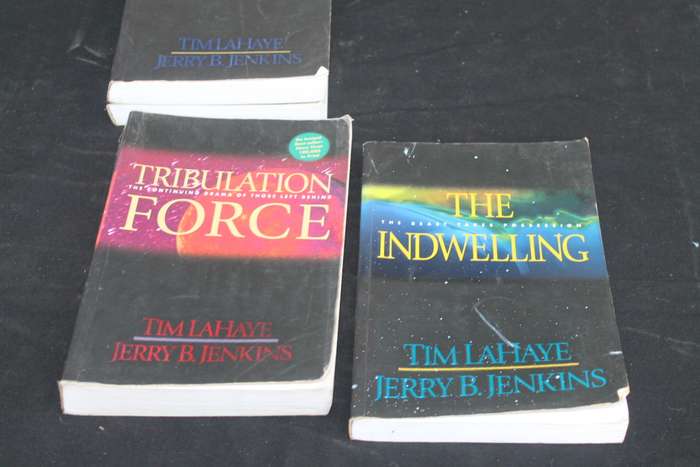 TIM LAHAYE
JERRY B. JENKINS
TRIBULATION
THE CONTINUING DRAMA OF THOSE LEFT BEHIND
FORCE
TIM LAHAYE
JERRY B. JENKINS
THE
THE BEAST TAKES POSSESSION
INDWELLING
TIM LAHAYE
JERRY B. JENKINS